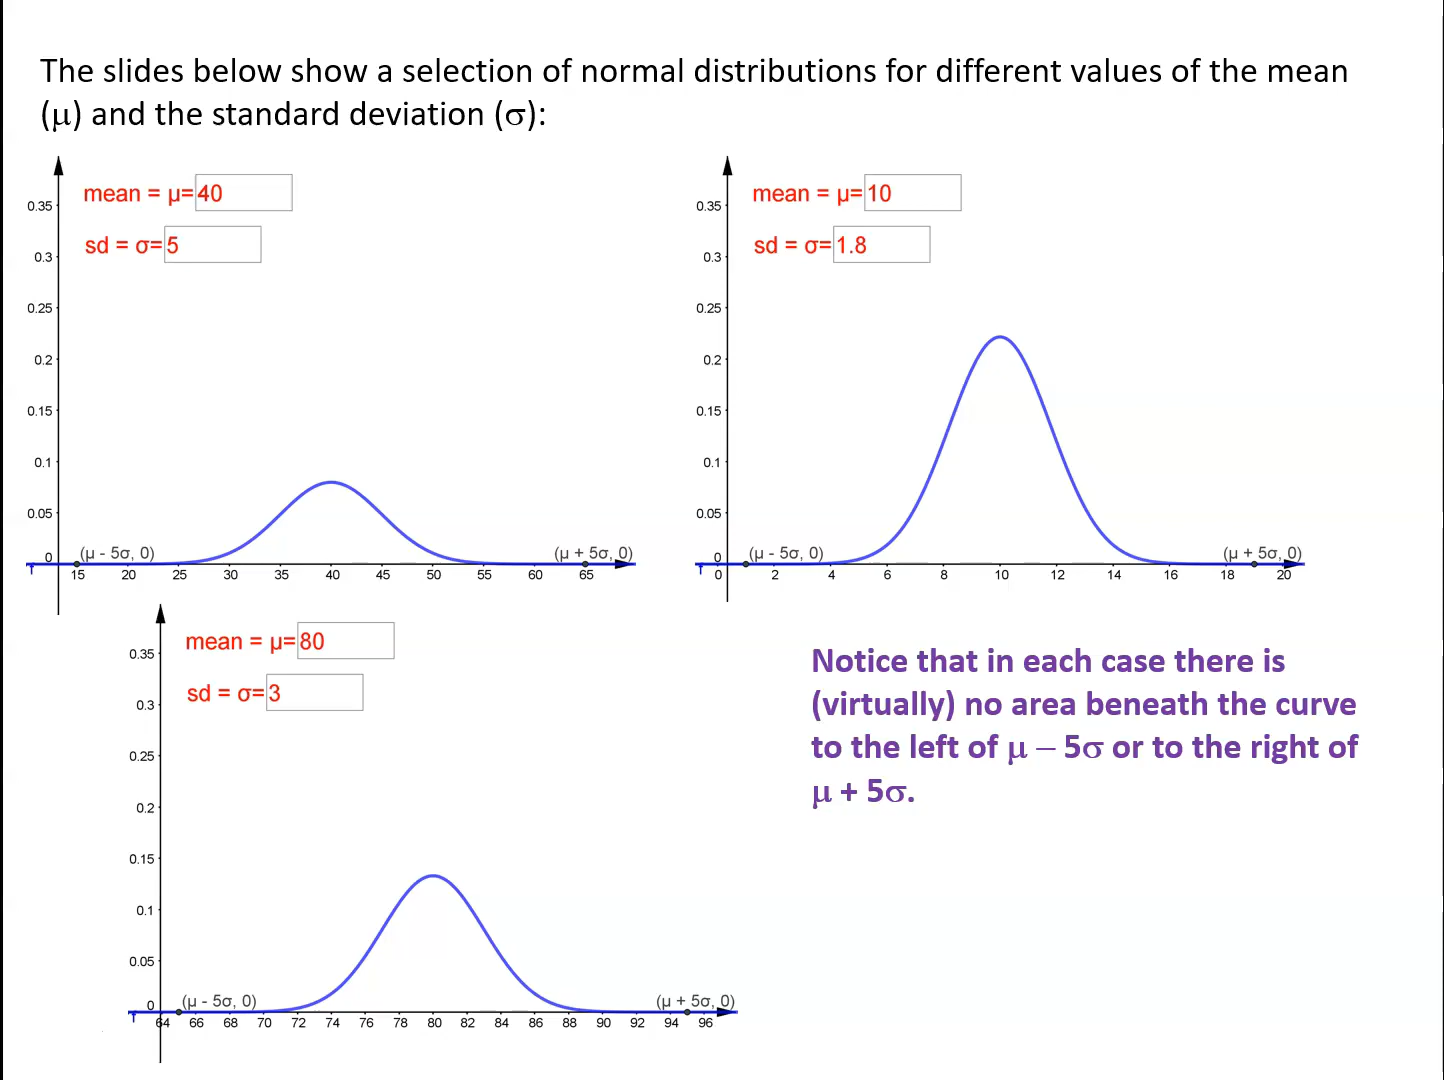 The slides below show a selection of normal distributions for different values of the mean
(μ) and the standard deviation (σ):
mean = μ= 40
sd = σ= 5
0.35
0.3
0.25
0.2
0.15
0.1
0.05
0
(μ - 5σ, 0)
(μ + 5σ, 0)
15 20 25 30 35 40 45 50 55 60 65
mean = μ= 10
sd = σ= 1.8
0.35
0.3
0.25
0.2
0.15
0.1
0.05
0
(μ - 5σ, 0)
(μ + 5σ, 0)
0 2 4 6 8 10 12 14 16 18 20
mean = μ= 80
sd = σ= 3
0.35
0.3
0.25
0.2
0.15
0.1
0.05
0
(μ - 5σ, 0)
(μ + 5σ, 0)
64 66 68 70 72 74 76 78 80 82 84 86 88 90 92 94 96
Notice that in each case there is
(virtually) no area beneath the curve
to the left of μ – 5σ or to the right of
μ + 5σ.